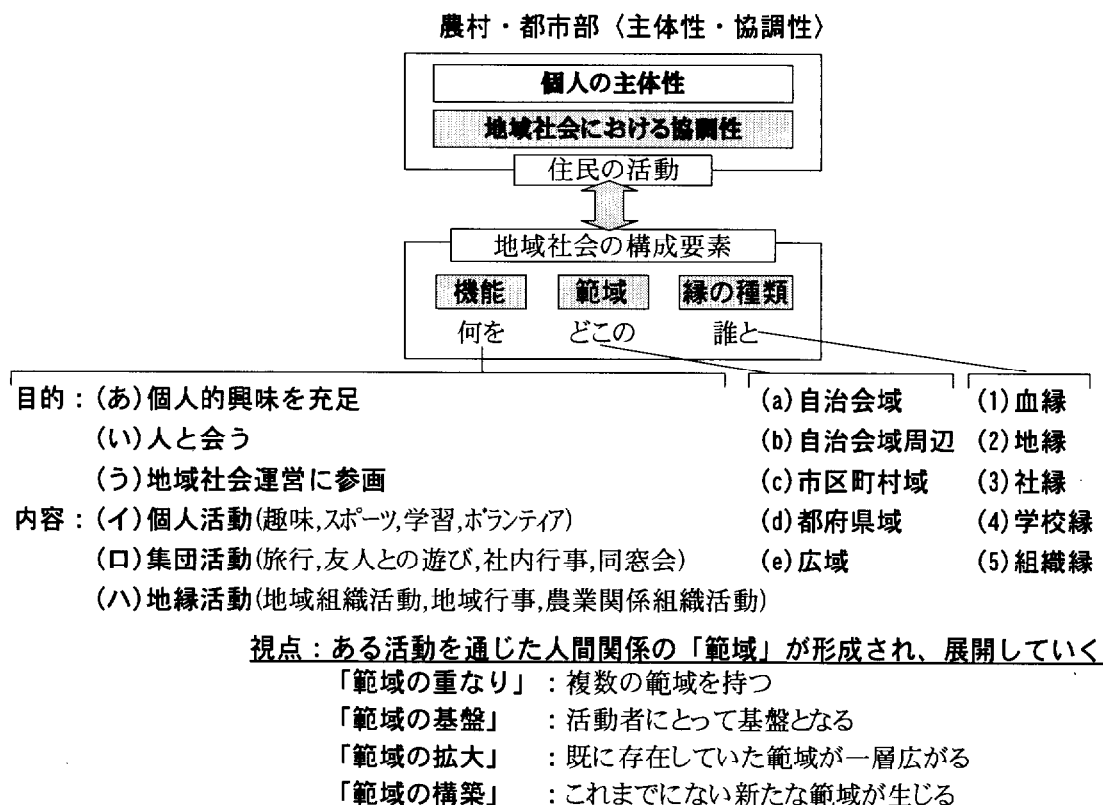 農村・都市部〈主体性・協調性〉
個人の主体性
地域社会における協調性
住民の活動
地域社会の構成要素
機能 範域 縁の種類
何を どこの 誰と
目的：(あ)個人的興味を充足 (a)自治会域 (1)血縁
(い)人と会う (b)自治会域周辺 (2)地縁
(う)地域社会運営に参画 (c)市区町村域 (3)社縁
内容：(イ)個人活動(趣味,スポーツ,学習,ボランティア) (d)都府県域 (4)学校縁
(ロ)集団活動(旅行,友人との遊び,社内行事,同窓会) (e)広域 (5)組織縁
(ハ)地縁活動(地域組織活動,地域行事,農業関係組織活動)
視点：ある活動を通じた人間関係の「範域」が形成され、展開していく
「範域の重なり」：複数の範域を持つ
「範域の基盤」：活動者にとって基盤となる
「範域の拡大」：既に存在していた範域が一層広がる
「範域の構築」：これまでにない新たな範域が生じる